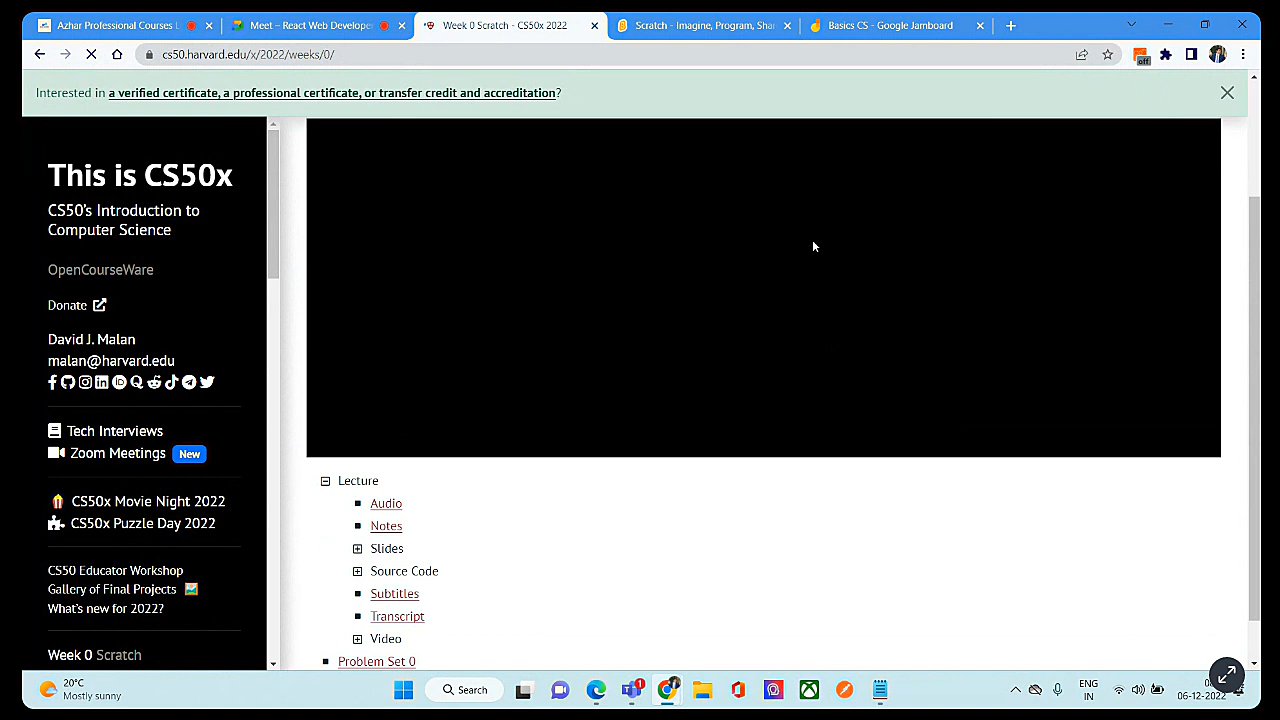 Azhar Professional Courses L
Meet – React Web Develope
Week 0 Scratch - CS50x 2022
Scratch - Imagine, Program, Sha
Basics CS - Google Jamboard
cs50.harvard.edu/x/2022/weeks/0/
off
Interested in a verified certificate, a professional certificate, or transfer credit and accreditation?
This is CS50x
CS50's Introduction to
Computer Science
OpenCourseWare
Donate
David J. Malan
malan@harvard.edu
Tech Interviews
Zoom Meetings New
CS50x Movie Night 2022
CS50x Puzzle Day 2022
CS50 Educator Workshop
Gallery of Final Projects
What's new for 2022?
Week 0 Scratch
Lecture
Audio
Notes
Slides
Source Code
Subtitles
Transcript
Video
Problem Set 0
20°C
Mostly sunny
Search
1
ENG
IN
06-12-2022